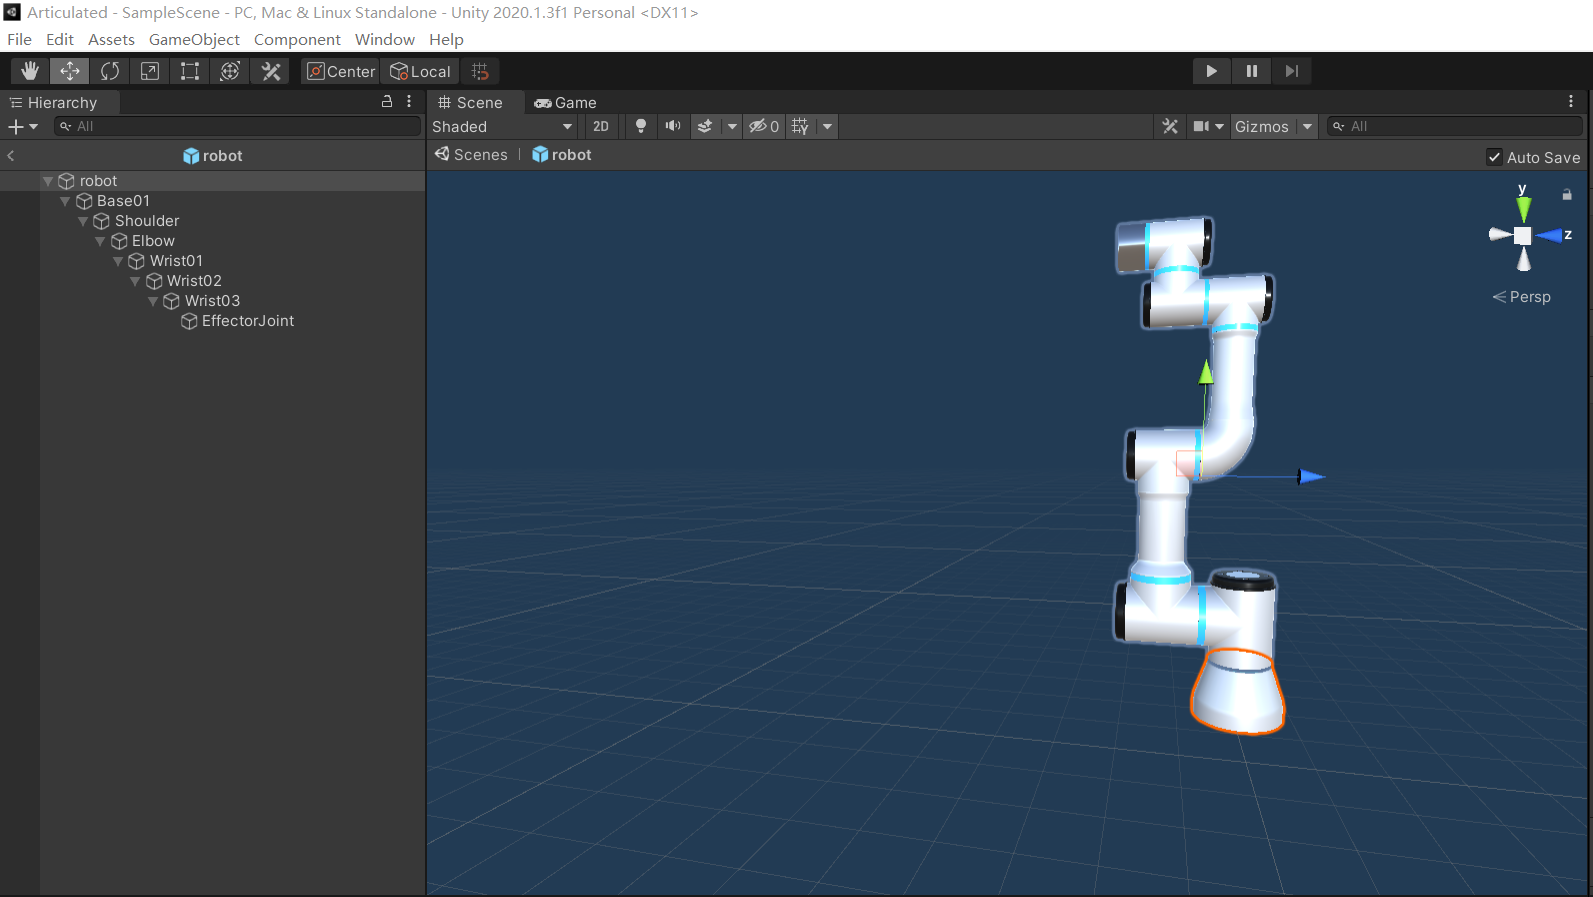 Articulated - SampleScene - PC, Mac & Linux Standalone - Unity 2020.1.3f1 Personal <DX11>
File Edit Assets GameObject Component Window Help
Center Local
Hierarchy
All
robot
robot
Base01
Shoulder
Elbow
Wrist01
Wrist02
Wrist03
EffectorJoint
Scene Game
Shaded 2D 0 Gizmos All
Scenes | robot Auto Save
y
z
Persp